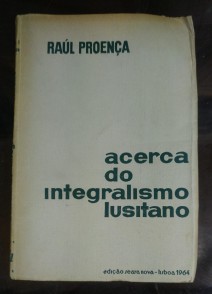 RAÚL PROENÇA
acerca
do
integralismo
lusitano
edição seara nova - lisboa 1964